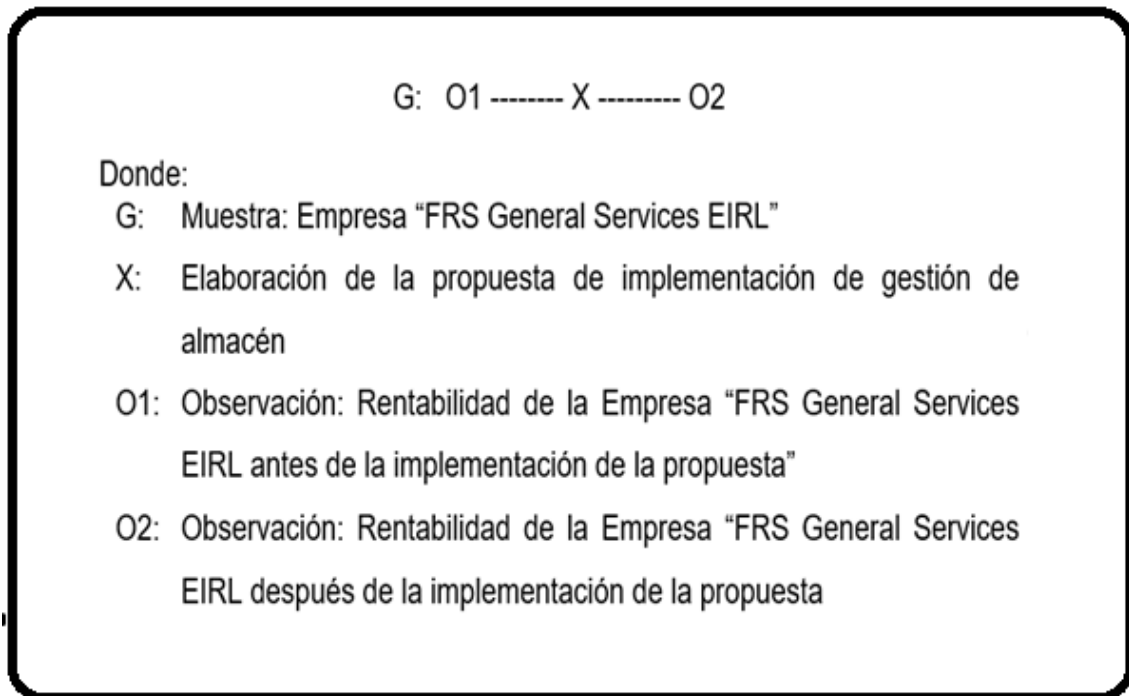 G: O1 -------- X --------- O2
Donde:
G: Muestra: Empresa “FRS General Services EIRL”
X: Elaboración de la propuesta de implementación de gestión de
almacén
O1: Observación: Rentabilidad de la Empresa “FRS General Services
EIRL antes de la implementación de la propuesta”
O2: Observación: Rentabilidad de la Empresa “FRS General Services
EIRL después de la implementación de la propuesta